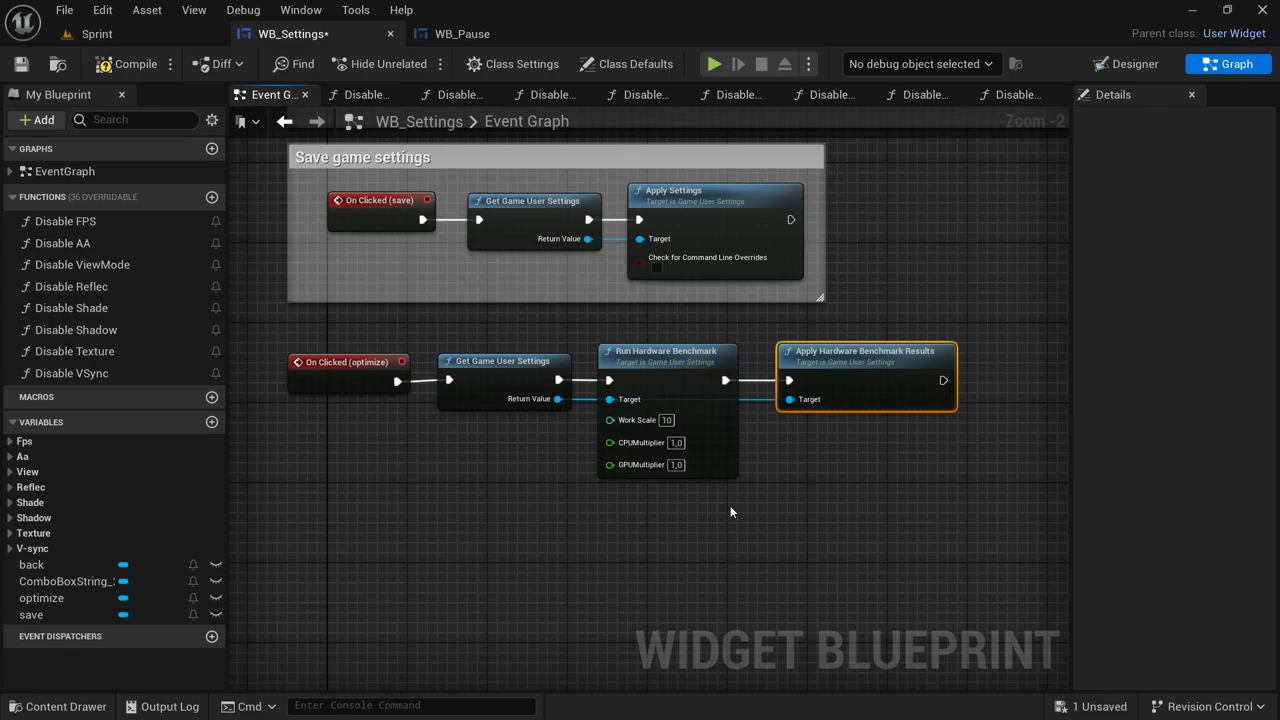 File Edit Asset View Debug Window Tools Help
Sprint WB_Settings* WB_Pause Parent class: User Widget
Compile Diff Find Hide Unrelated Class Settings Class Defaults No debug object selected Designer Graph
My Blueprint Event G... Disable... Disable... Disable... Disable... Disable... Disable... Disable... Disable... Details
Add Search WB_Settings Event Graph Zoom -2
GRAPHS
EventGraph
FUNCTIONS (36 OVERRIDABLE
Disable FPS
Disable AA
Disable ViewMode
Disable Reflec
Disable Shade
Disable Shadow
Disable Texture
Disable VSync
MACROS
VARIABLES
Fps
Aa
View
Reflec
Shade
Shadow
Texture
V-sync
back
ComboBoxString_
optimize
save
EVENT DISPATCHERS
Save game settings
On Clicked (save)
Get Game User Settings
Return Value
Apply Settings
Target is Game User Settings
Target
Check for Command Line Overrides
On Clicked (optimize)
Get Game User Settings
Return Value
Run Hardware Benchmark
Target is Game User Settings
Target
Work Scale 10
CPUMultiplier 1,0
GPUMultiplier 1,0
Apply Hardware Benchmark Results
Target is Game User Settings
Target
WIDGET BLUEPRINT
Content Drawer Output Log Cmd Enter Console Command 1 Unsaved Revision Control